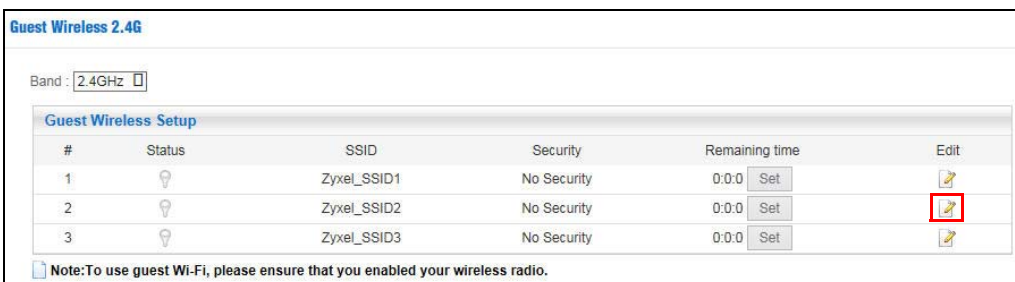 Guest Wireless 2.4G
Band : 2.4GHz
Guest Wireless Setup
# Status SSID Security Remaining time Edit
1 Zyxel_SSID1 No Security 0:0:0 Set
2 Zyxel_SSID2 No Security 0:0:0 Set
3 Zyxel_SSID3 No Security 0:0:0 Set
Note:To use guest Wi-Fi, please ensure that you enabled your wireless radio.